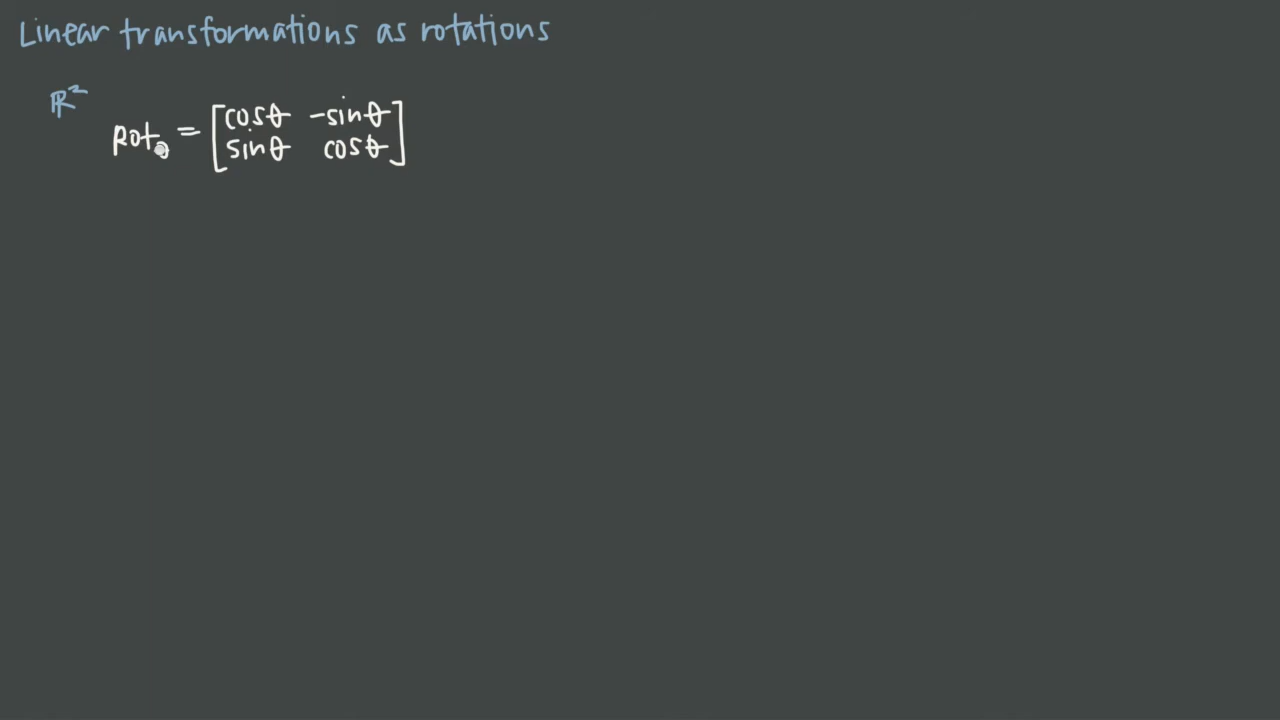 Linear transformations as rotations
ℝ²
Rotθ = [cosθ -sinθ
sinθ cosθ]